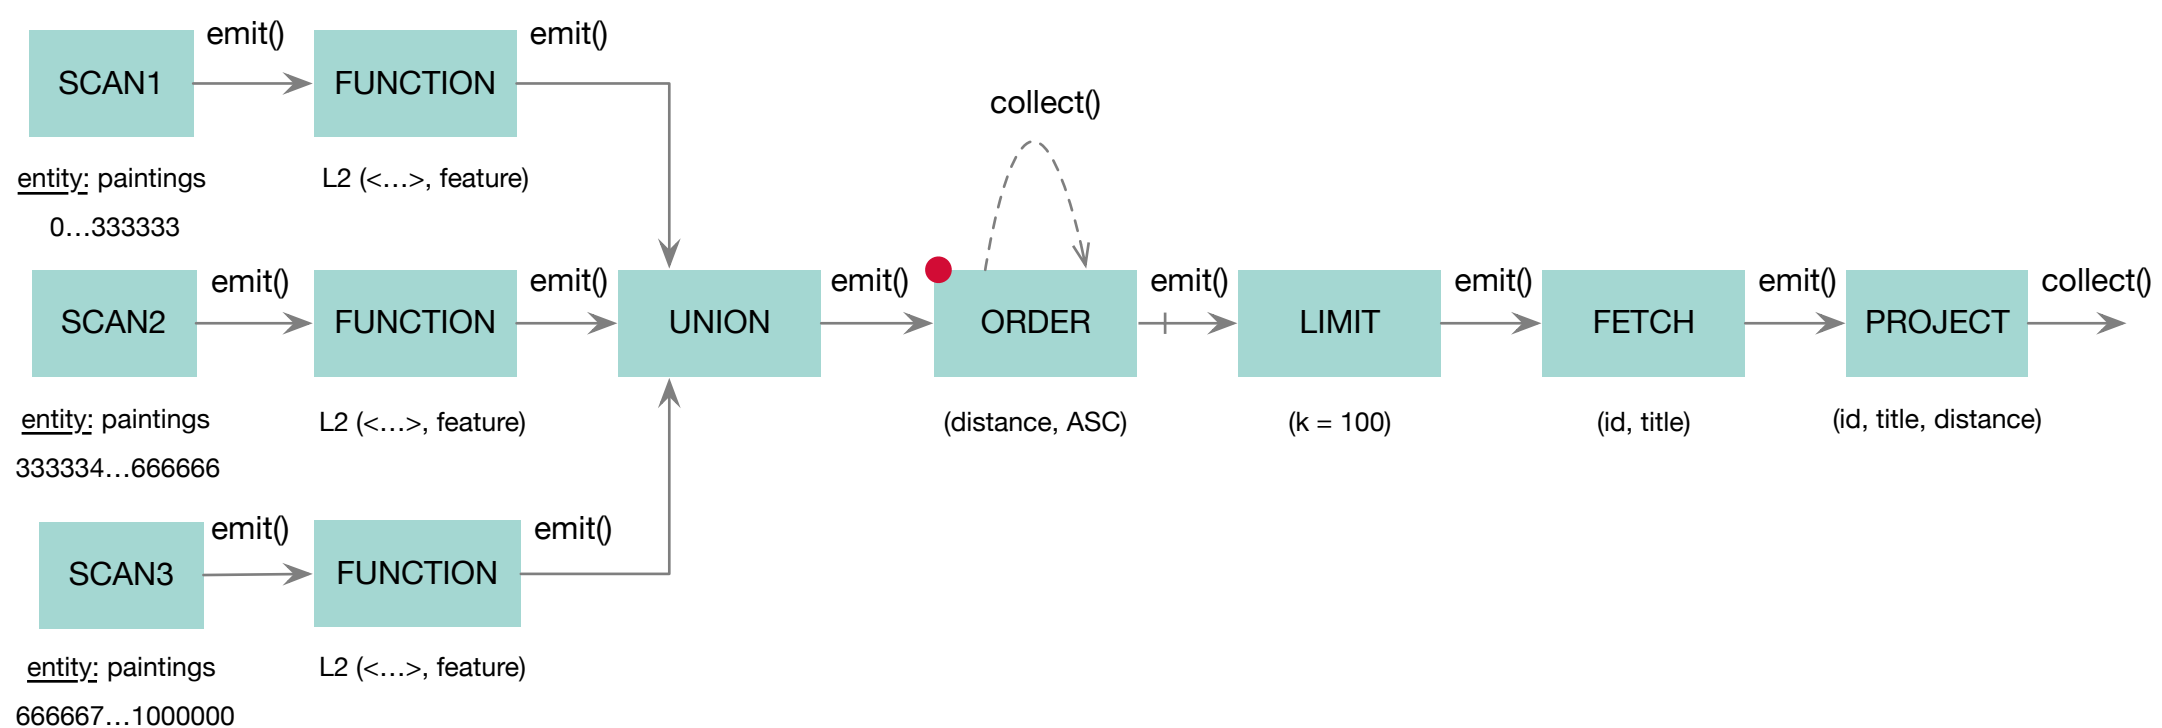 emit()
emit()
SCAN1
FUNCTION
collect()
entity: paintings
L2 (<...>, feature)
0...333333
emit()
emit()
emit()
emit()
emit()
emit()
collect()
SCAN2
FUNCTION
UNION
ORDER
LIMIT
FETCH
PROJECT
entity: paintings
L2 (<...>, feature)
(distance, ASC)
(k = 100)
(id, title)
(id, title, distance)
333334...666666
emit()
emit()
SCAN3
FUNCTION
entity: paintings
L2 (<...>, feature)
666667...1000000